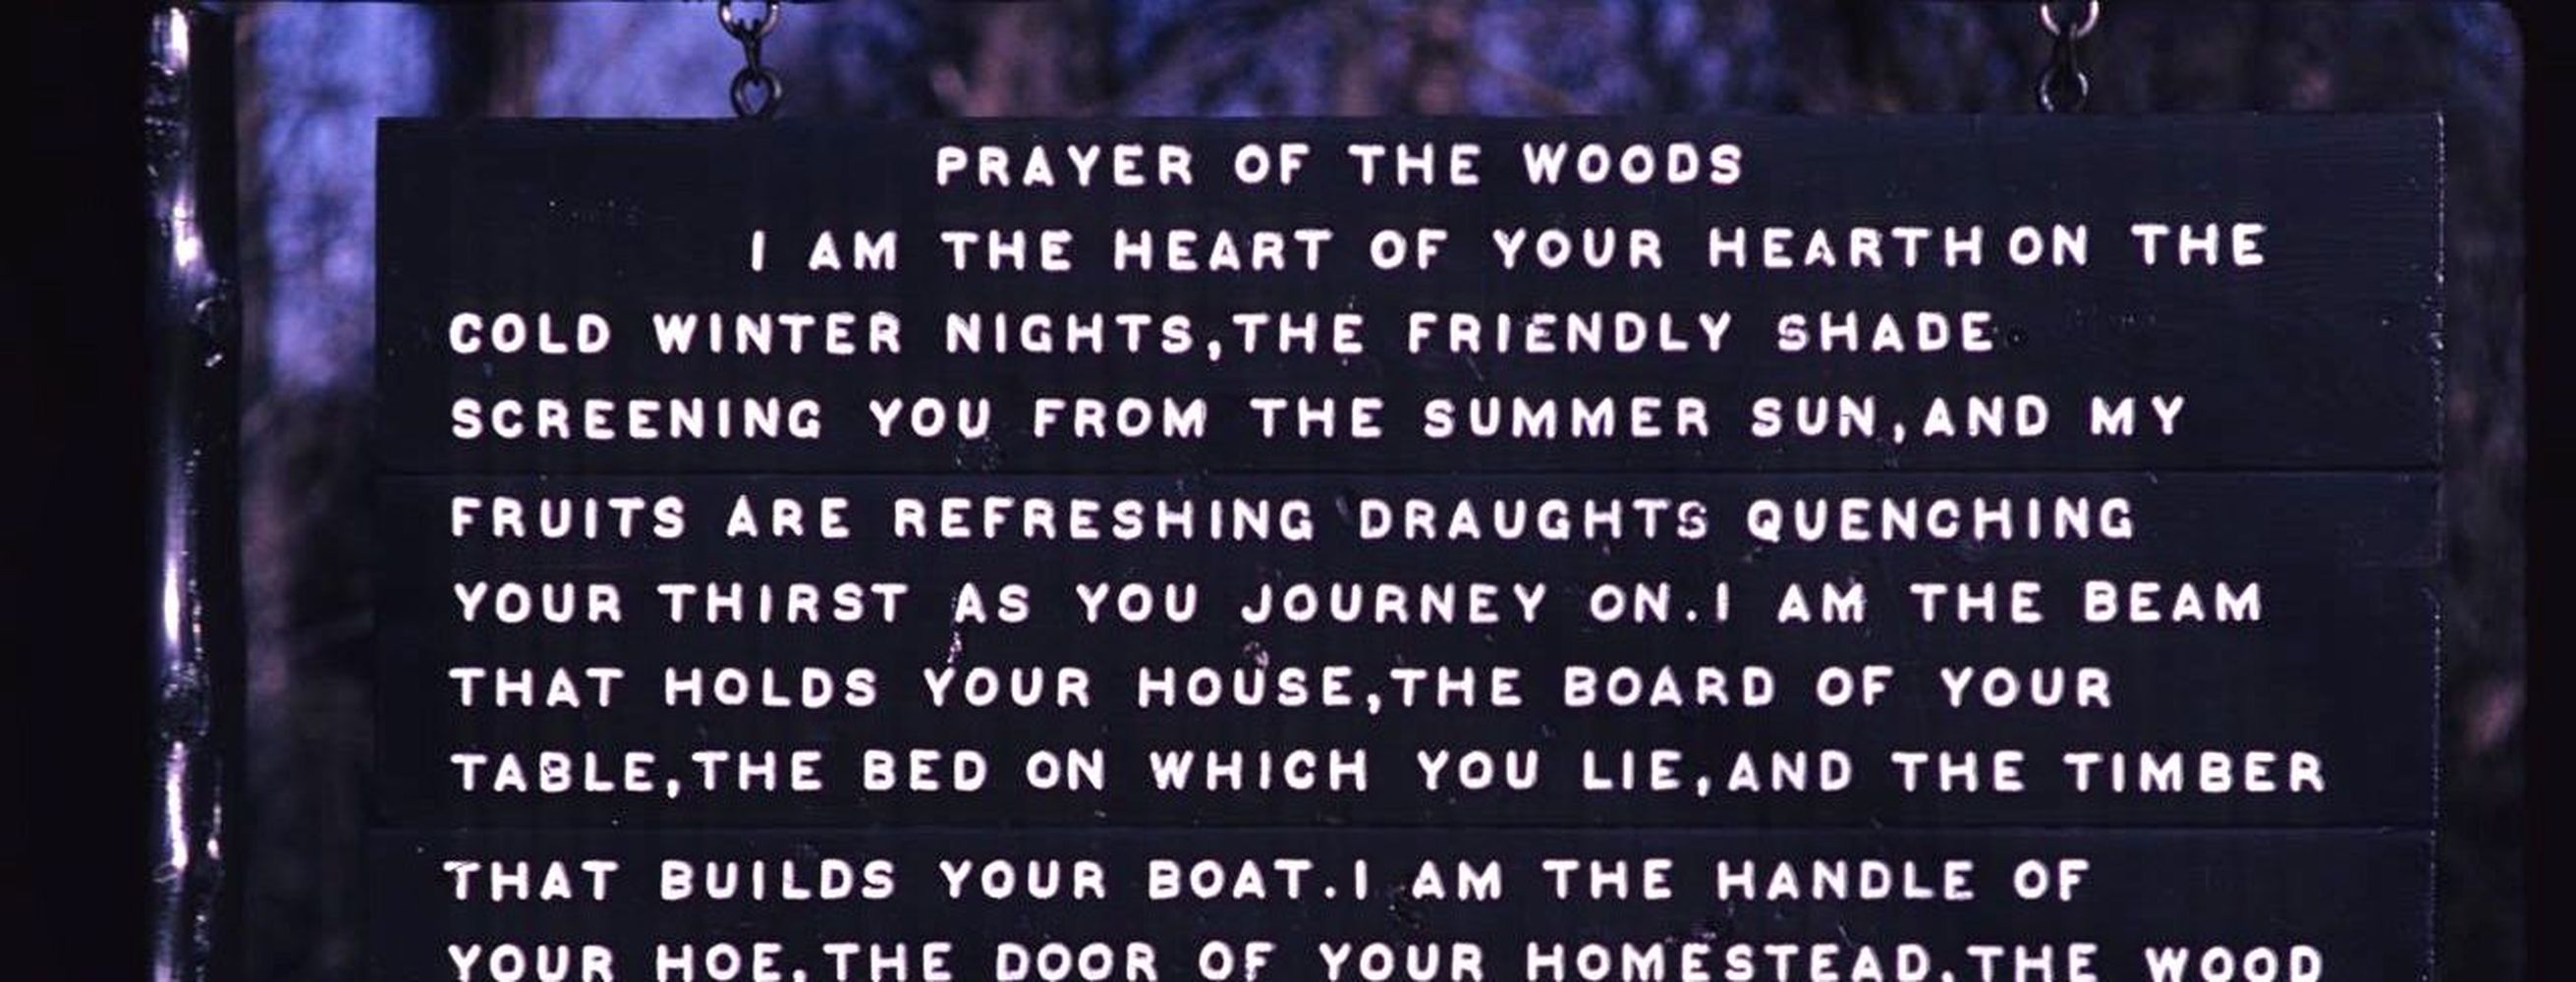 PRAYER OF THE WOODS
I AM THE HEART OF YOUR HEARTH ON THE
COLD WINTER NIGHTS,THE FRIENDLY SHADE
SCREENING YOU FROM THE SUMMER SUN,AND MY
FRUITS ARE REFRESHING DRAUGHTS QUENCHING
YOUR THIRST AS YOU JOURNEY ON.I AM THE BEAM
THAT HOLDS YOUR HOUSE,THE BOARD OF YOUR
TABLE,THE BED ON WHICH YOU LIE,AND THE TIMBER
THAT BUILDS YOUR BOAT.I AM THE HANDLE OF
YOUR HOE,THE DOOR OF YOUR HOMESTEAD,THE WOOD